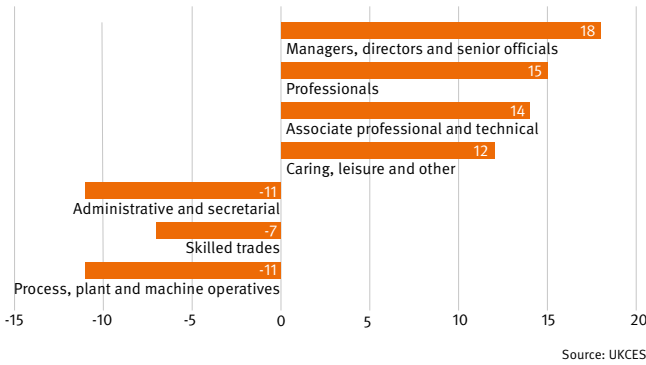 18
Managers, directors and senior officials
15
Professionals
14
Associate professional and technical
12
Caring, leisure and other
-11
Administrative and secretarial
-7
Skilled trades
-11
Process, plant and machine operatives
-15 -10 -5 0 5 10 15 20
Source: UKCES